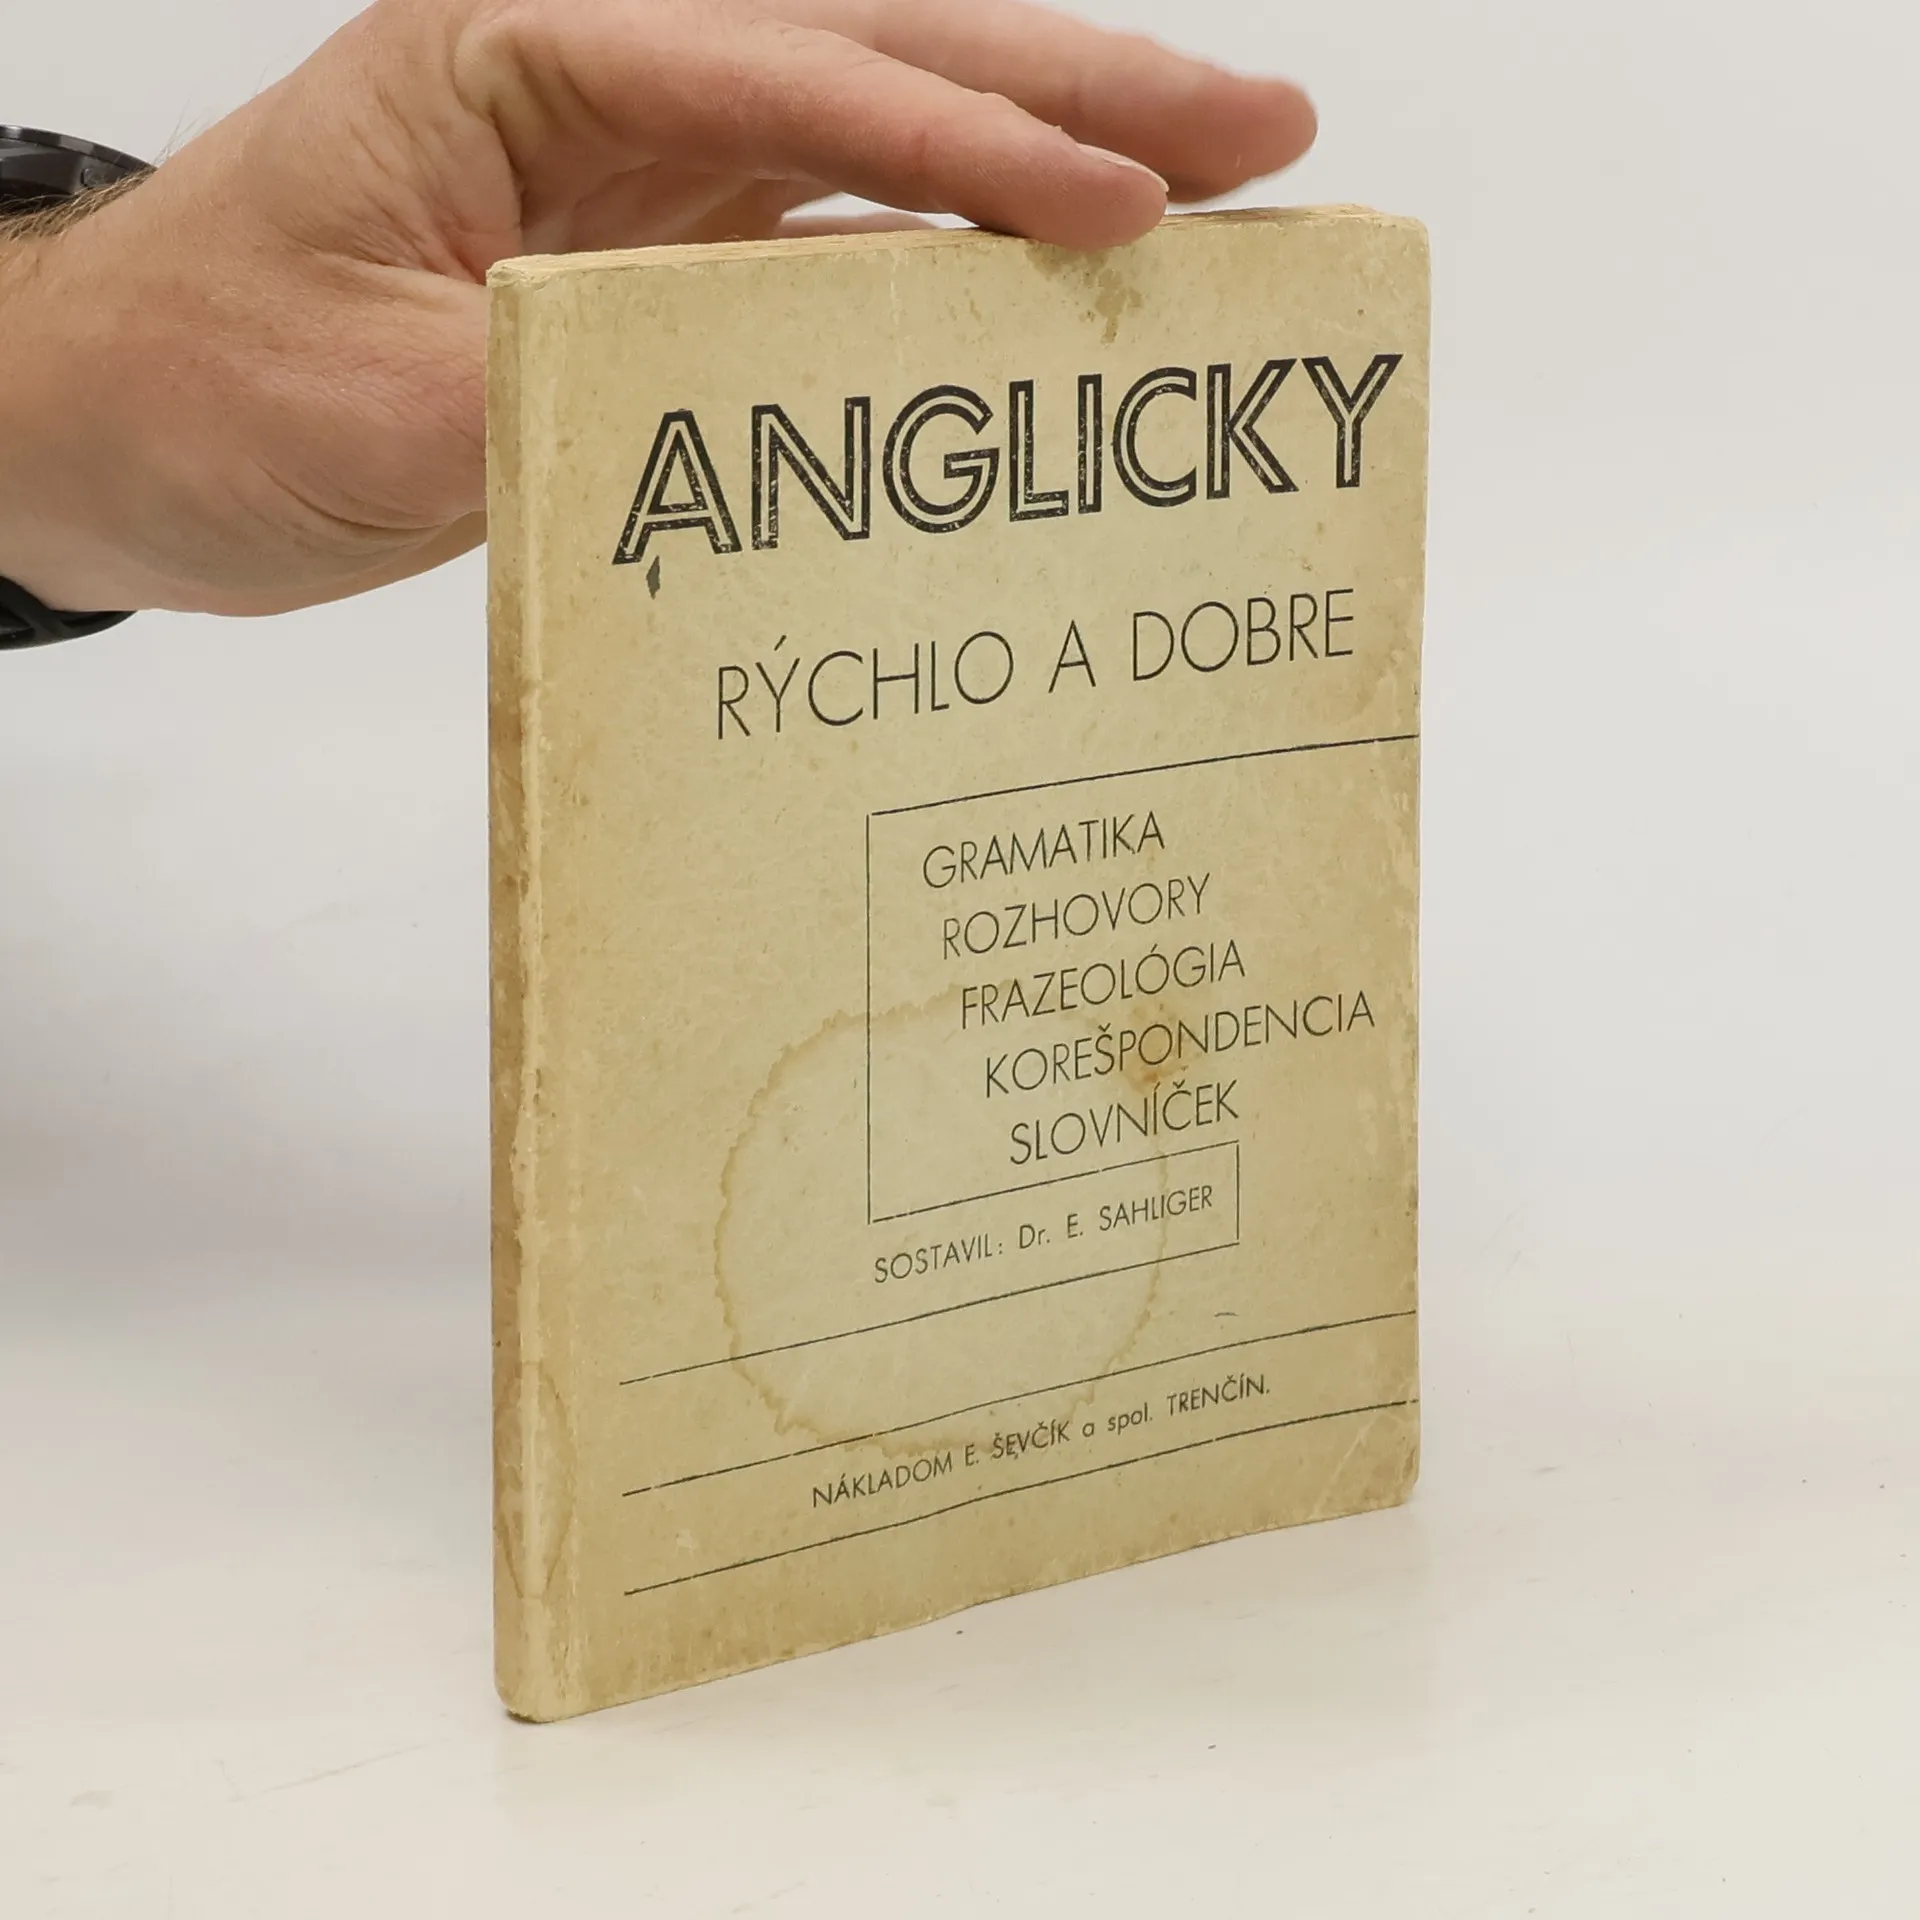 ANGLICKY
RÝCHLO A DOBRE
GRAMATIKA
ROZHOVORY
FRAZEOLÓGIA
KOREŠPONDENCIA
SLOVNÍČEK
SOSTAVIL: Dr. E. SAHLIGER
NÁKLADOM E. ŠEVČÍK a spol. TRENČÍN.